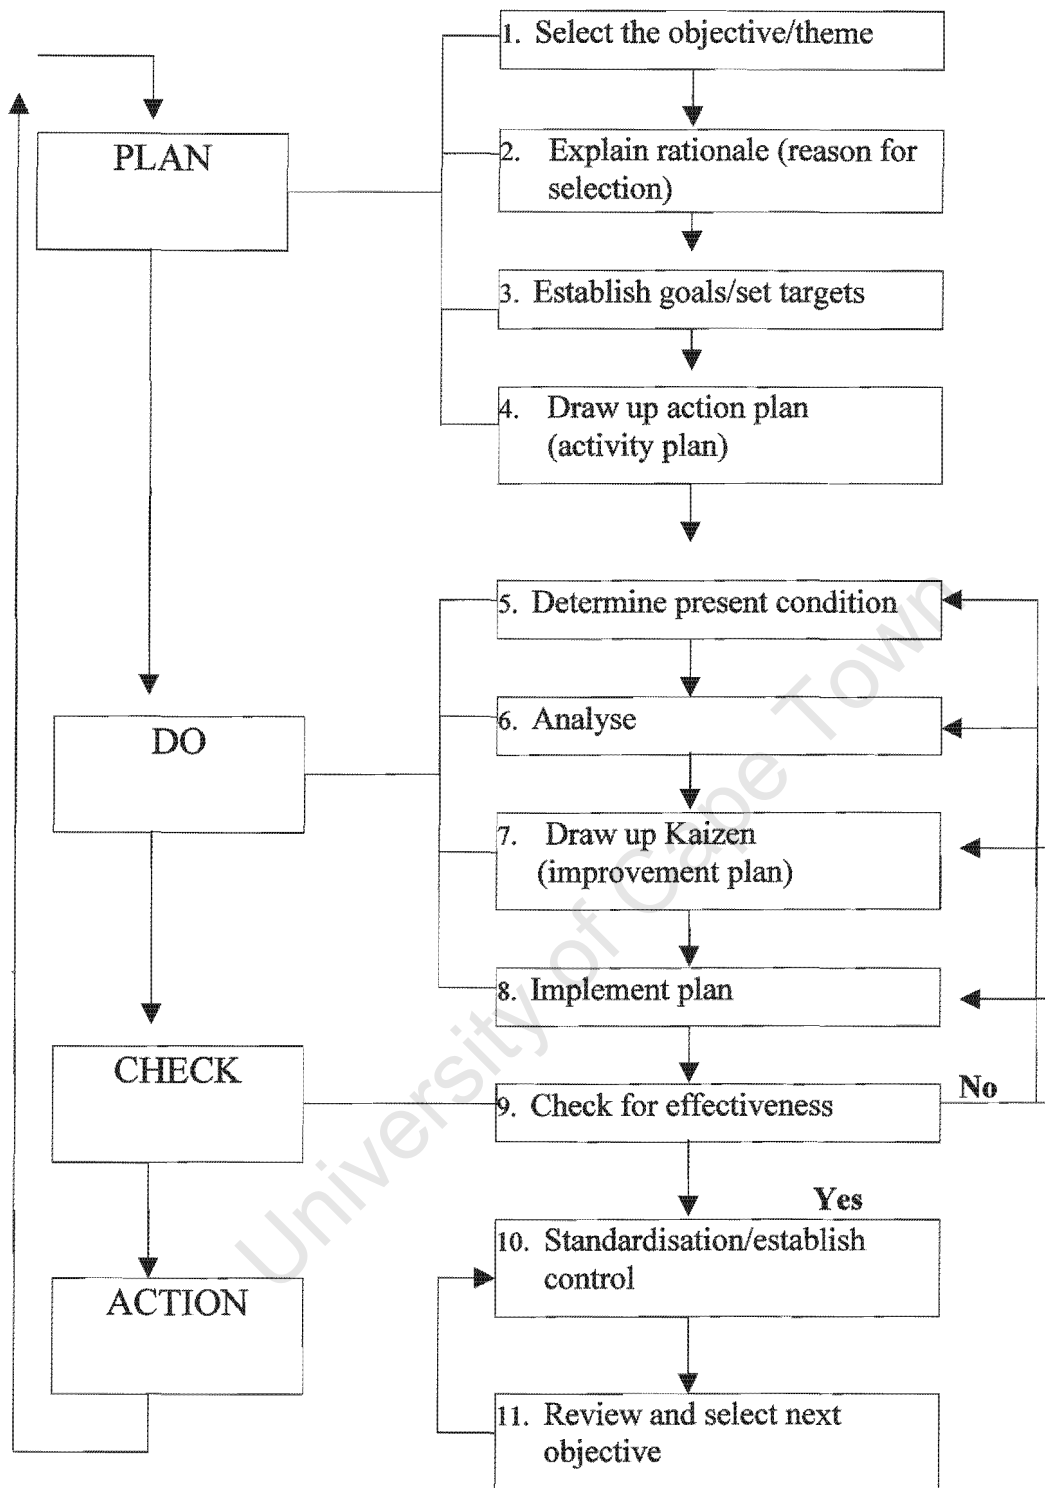 1. Select the objective/theme
PLAN
2. Explain rationale (reason for
selection)
3. Establish goals/set targets
4. Draw up action plan
(activity plan)
5. Determine present condition
DO
6. Analyse
7. Draw up Kaizen
(improvement plan)
8. Implement plan
CHECK
9. Check for effectiveness
No
Yes
10. Standardisation/establish
control
ACTION
11. Review and select next
objective
University of Cape Town